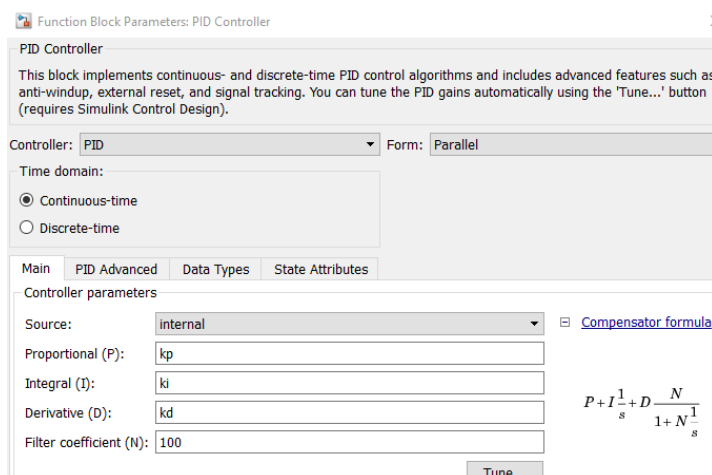 Function Block Parameters: PID Controller
PID Controller
This block implements continuous- and discrete-time PID control algorithms and includes advanced features such as
anti-windup, external reset, and signal tracking. You can tune the PID gains automatically using the 'Tune...' button
(requires Simulink Control Design).
Controller: PID Form: Parallel
Time domain:
Continuous-time
Discrete-time
Main PID Advanced Data Types State Attributes
Controller parameters
Source: internal Compensator formula
Proportional (P): kp
Integral (I): ki
Derivative (D): kd
Filter coefficient (N): 100
P+I 1/s + D N/(1+N 1/s)
Tune...